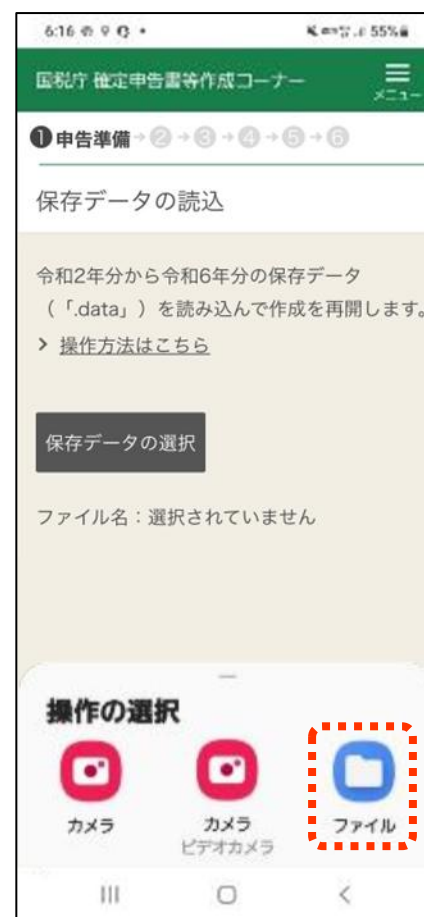 6:16
55%
国税庁 確定申告書等作成コーナー
メニュー
❶申告準備→②→③→④→⑤→⑥
保存データの読込
令和2年分から令和6年分の保存データ
(「.data」)を読み込んで作成を再開します。
> 操作方法はこちら
保存データの選択
ファイル名：選択されていません
操作の選択
カメラ
カメラ
ビデオカメラ
ファイル